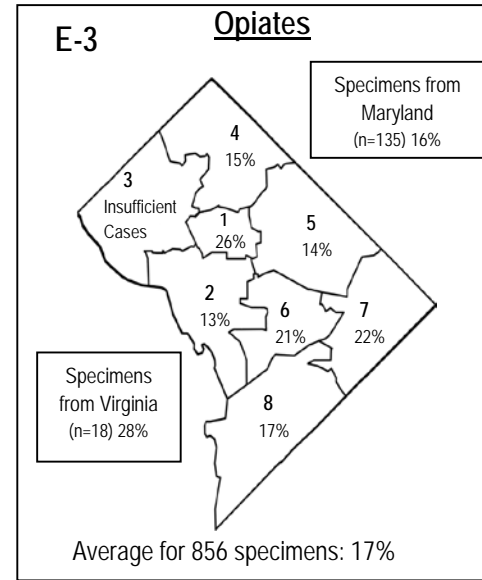 E-3
Opiates
Specimens from
Maryland
(n=135) 16%
4
15%
3
Insufficient
Cases
1
26%
5
14%
2
13%
6
21%
7
22%
Specimens
from Virginia
(n=18) 28%
8
17%
Average for 856 specimens: 17%